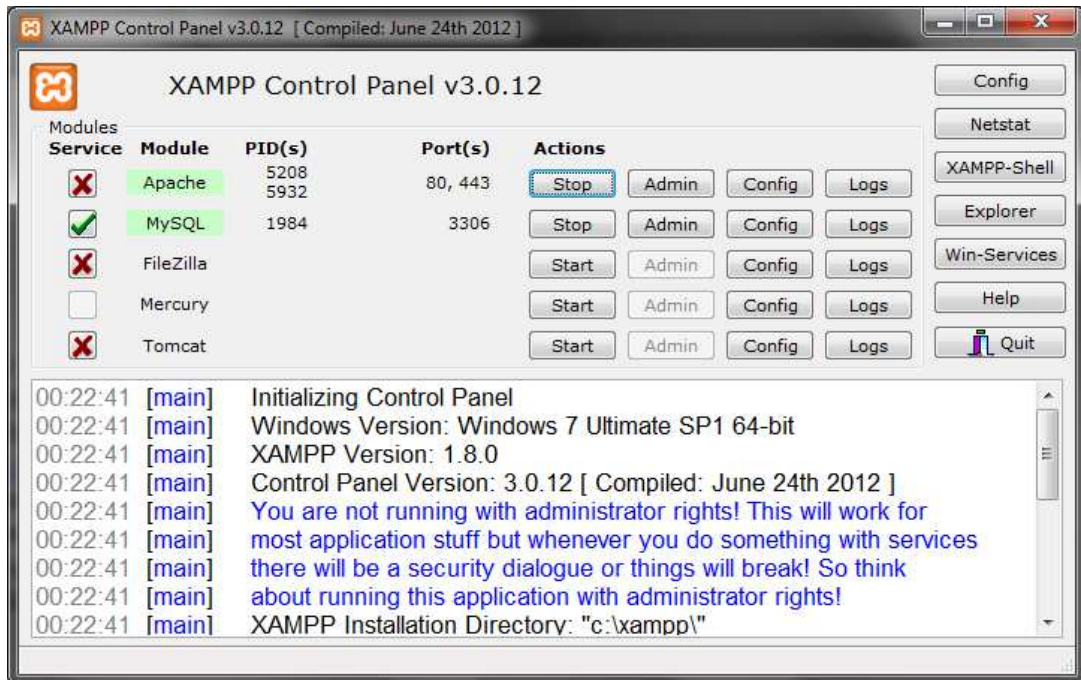 XAMPP Control Panel v3.0.12 [ Compiled: June 24th 2012 ]
XAMPP Control Panel v3.0.12
Config
Modules
Netstat
Service Module PID(s) Port(s) Actions
Apache 5208 80, 443 Stop Admin Config Logs
5932
XAMPP-Shell
MySQL 1984 3306 Stop Admin Config Logs
Explorer
FileZilla Start Admin Config Logs
Win-Services
Mercury Start Admin Config Logs
Help
Tomcat Start Admin Config Logs
Quit
00:22:41 [main] Initializing Control Panel
00:22:41 [main] Windows Version: Windows 7 Ultimate SP1 64-bit
00:22:41 [main] XAMPP Version: 1.8.0
00:22:41 [main] Control Panel Version: 3.0.12 [ Compiled: June 24th 2012 ]
00:22:41 [main] You are not running with administrator rights! This will work for
00:22:41 [main] most application stuff but whenever you do something with services
00:22:41 [main] there will be a security dialogue or things will break! So think
00:22:41 [main] about running this application with administrator rights!
00:22:41 [main] XAMPP Installation Directory: "c:\xampp\"